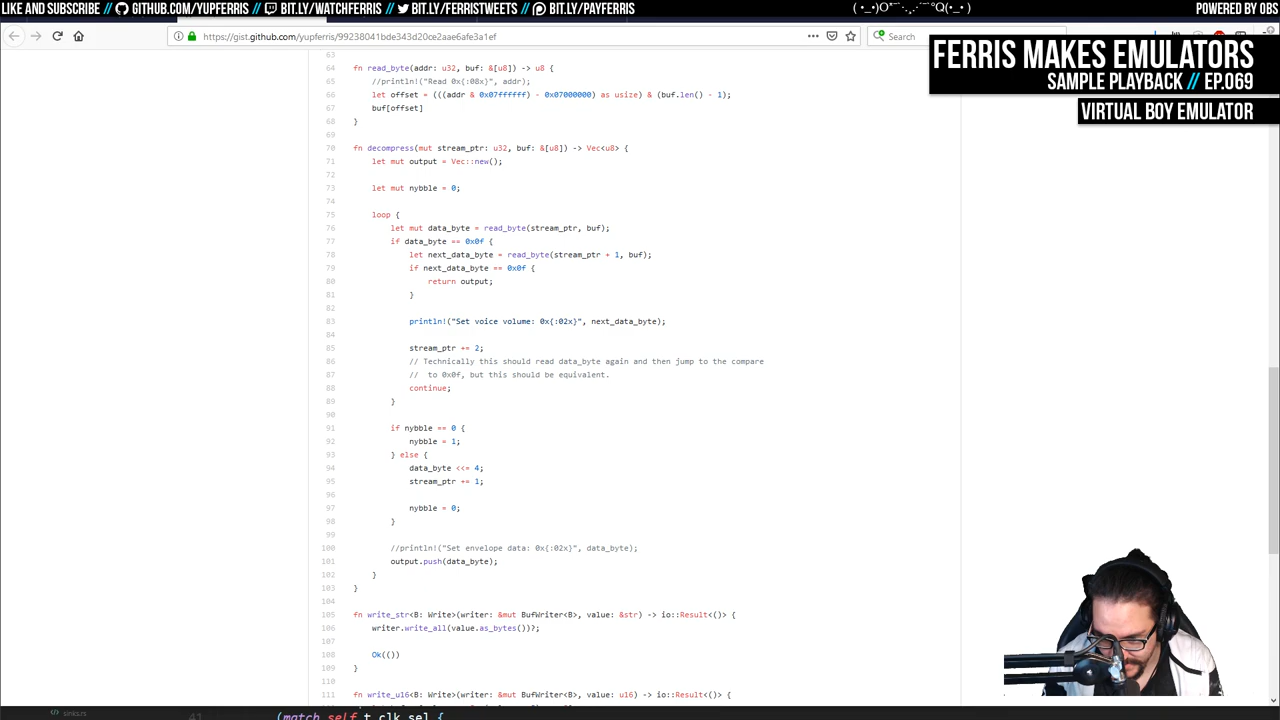 LIKE AND SUBSCRIBE // GITHUB.COM/YUPFERRIS // BIT.LY/WATCHFERRIS // BIT.LY/FERRISTWEETS // BIT.LY/PAYFERRIS
POWERED BY OBS
https://gist.github.com/yupferris/99238041bde343d20ce2aae6afe3a1ef
Search
FERRIS MAKES EMULATORS
SAMPLE PLAYBACK // EP.069
VIRTUAL BOY EMULATOR
63
64 fn read_byte(addr: u32, buf: &[u8]) -> u8 {
65 //println!("Read 0x{:08x}", addr);
66 let offset = (((addr & 0x07ffffff) - 0x07000000) as usize) & (buf.len() - 1);
67 buf[offset]
68 }
69
70 fn decompress(mut stream_ptr: u32, buf: &[u8]) -> Vec<u8> {
71 let mut output = Vec::new();
72
73 let mut nybble = 0;
74
75 loop {
76 let mut data_byte = read_byte(stream_ptr, buf);
77 if data_byte == 0x0f {
78 let next_data_byte = read_byte(stream_ptr + 1, buf);
79 if next_data_byte == 0x0f {
80 return output;
81 }
82
83 println!("Set voice volume: 0x{:02x}", next_data_byte);
84
85 stream_ptr += 2;
86 // Technically this should read data_byte again and then jump to the compare
87 //  to 0x0f, but this should be equivalent.
88 continue;
89 }
90
91 if nybble == 0 {
92 nybble = 1;
93 } else {
94 data_byte <<= 4;
95 stream_ptr += 1;
96
97 nybble = 0;
98 }
99
100 //println!("Set envelope data: 0x{:02x}", data_byte);
101 output.push(data_byte);
102 }
103 }
104
105 fn write_str<B: Write>(writer: &mut BufWriter<B>, value: &str) -> io::Result<()> {
106 writer.write_all(value.as_bytes())?;
107
108 Ok(())
109 }
110
111 fn write_u16<B: Write>(writer: &mut BufWriter<B>, value: u16) -> io::Result<()> {
41 (match self.t_clk_sel {